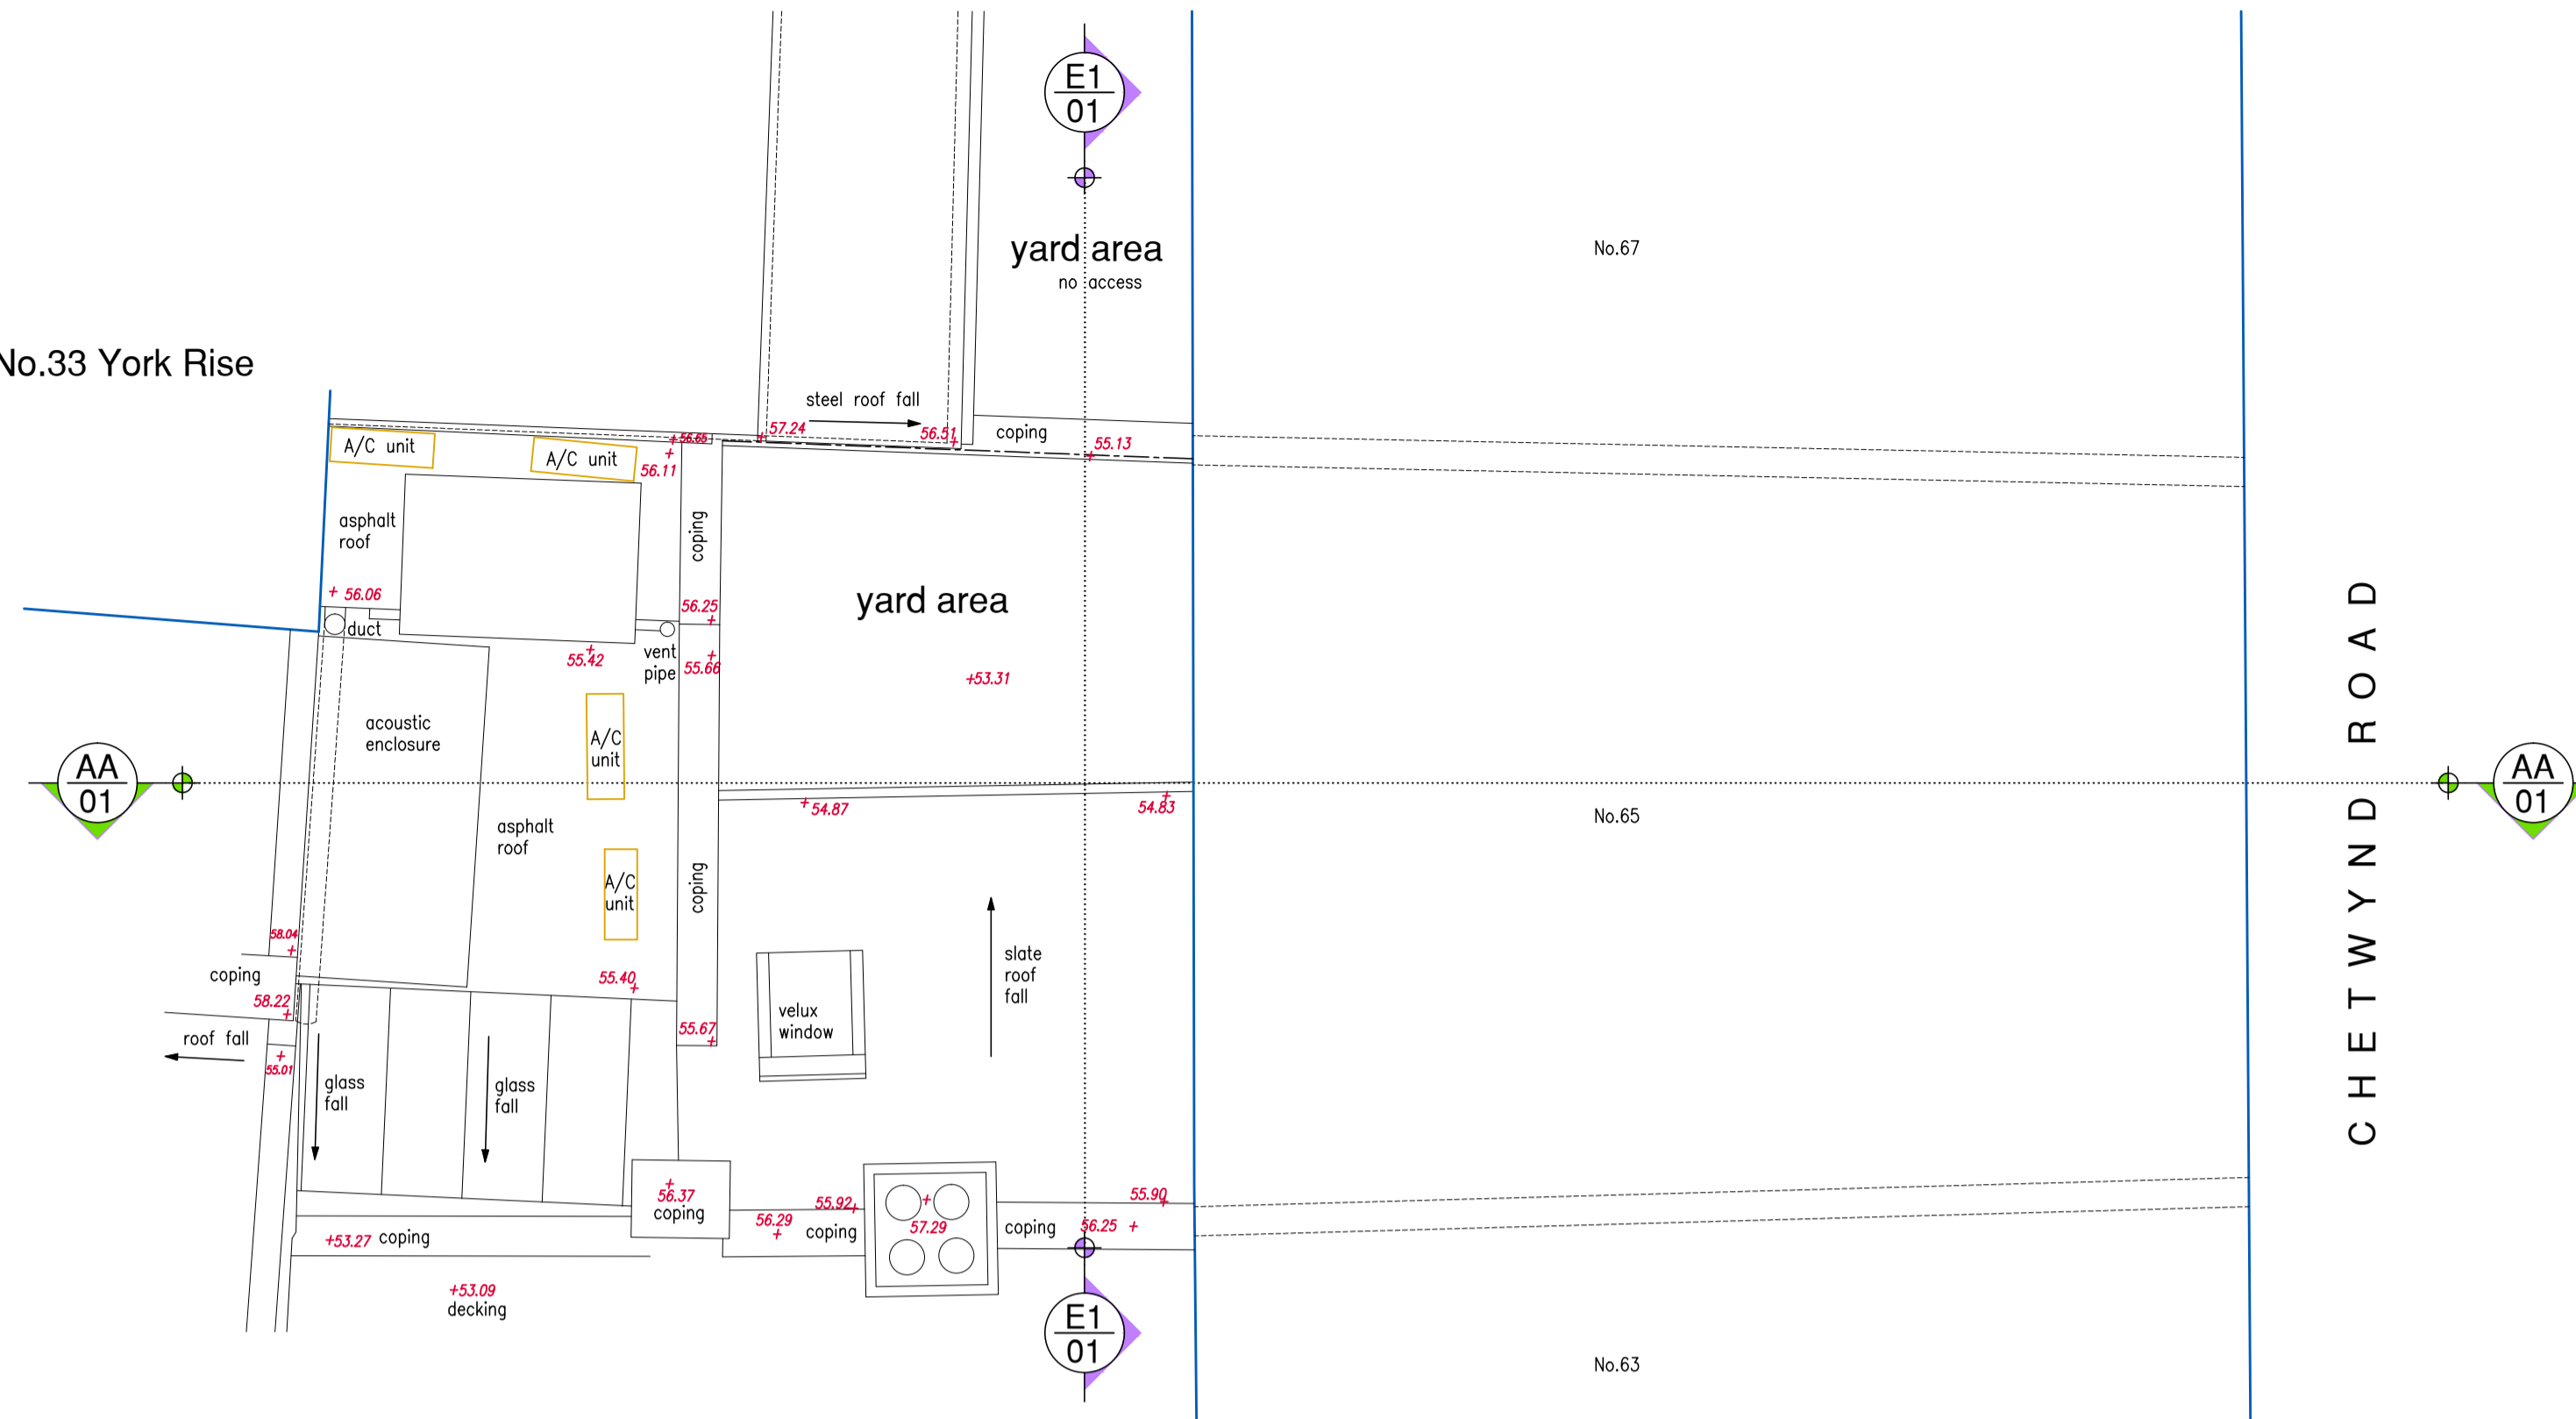 E1
01
yard area
no access
No.67
No.33 York Rise
steel roof fall
57.24
56.51
coping
55.13
A/C unit
A/C unit
56.65
56.11
asphalt
roof
coping
56.06
56.25
yard area
duct
55.42
vent
pipe
55.66
+53.31
acoustic
enclosure
A/C
unit
AA
01
AA
01
54.87
54.83
No.65
asphalt
roof
A/C
unit
coping
CHETWYND ROAD
58.04
coping
55.40
slate
roof
fall
58.22
velux
window
55.67
roof fall
55.01
glass
fall
glass
fall
56.37
coping
55.92
55.90
56.29
coping
57.29
coping
56.25
+53.27 coping
+53.09
decking
E1
01
No.63